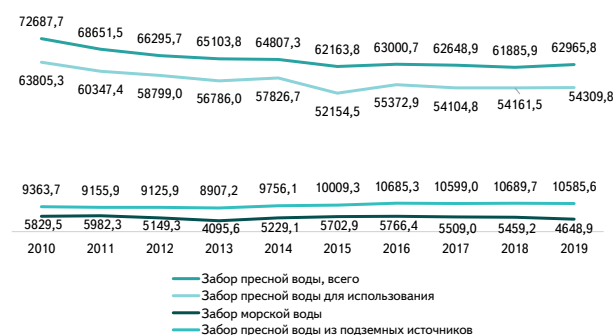 72687,7 68651,5 66295,7 65103,8 64807,3 62163,8 63000,7 62648,9 61885,9 62965,8
63805,3 60347,4 58799,0 56786,0 57826,7 52154,5 55372,9 54104,8 54161,5 54309,8
9363,7 9155,9 9125,9 8907,2 9756,1 10009,3 10685,3 10599,0 10689,7 10585,6
5829,5 5982,3 5149,3 4095,6 5229,1 5702,9 5766,4 5509,0 5459,2 4648,9
2010 2011 2012 2013 2014 2015 2016 2017 2018 2019
Забор пресной воды, всего
Забор пресной воды для использования
Забор морской воды
Забор пресной воды из подземных источников